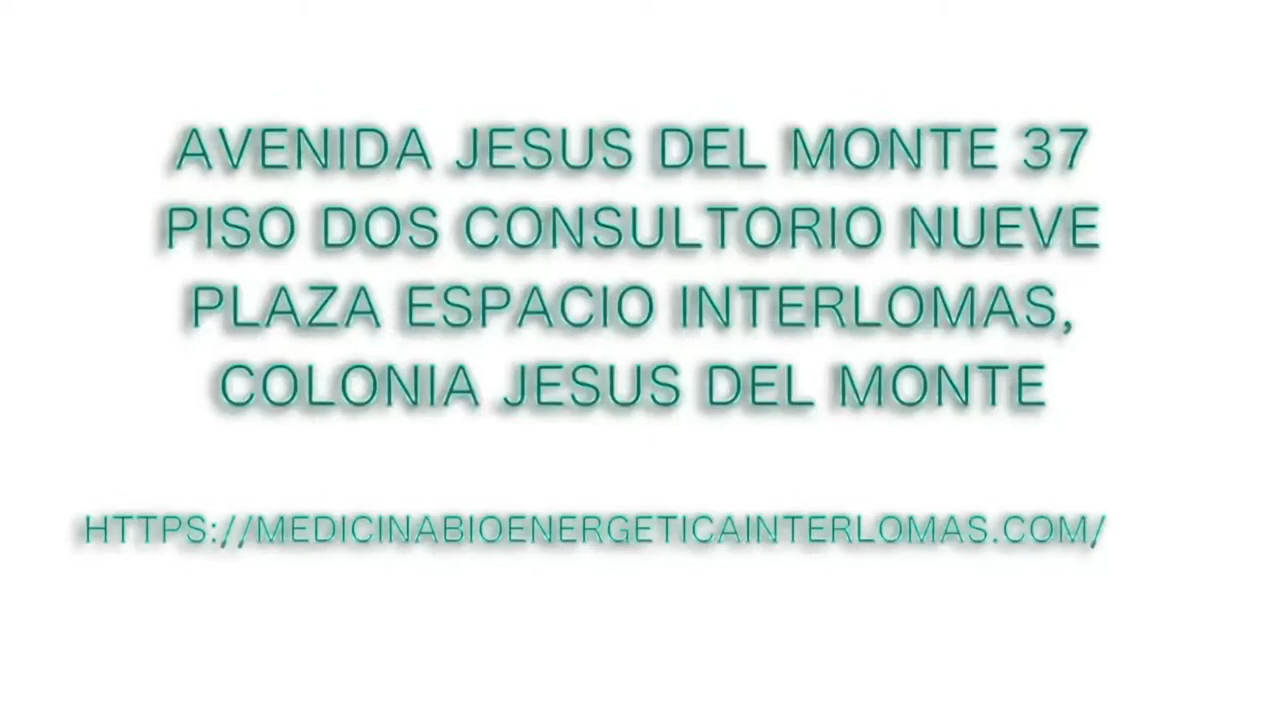 AVENIDA JESUS DEL MONTE 37
PISO DOS CONSULTORIO NUEVE
PLAZA ESPACIO INTERLOMAS,
COLONIA JESUS DEL MONTE
HTTPS://MEDICINABIOENERGETICAINTERLOMAS.COM/